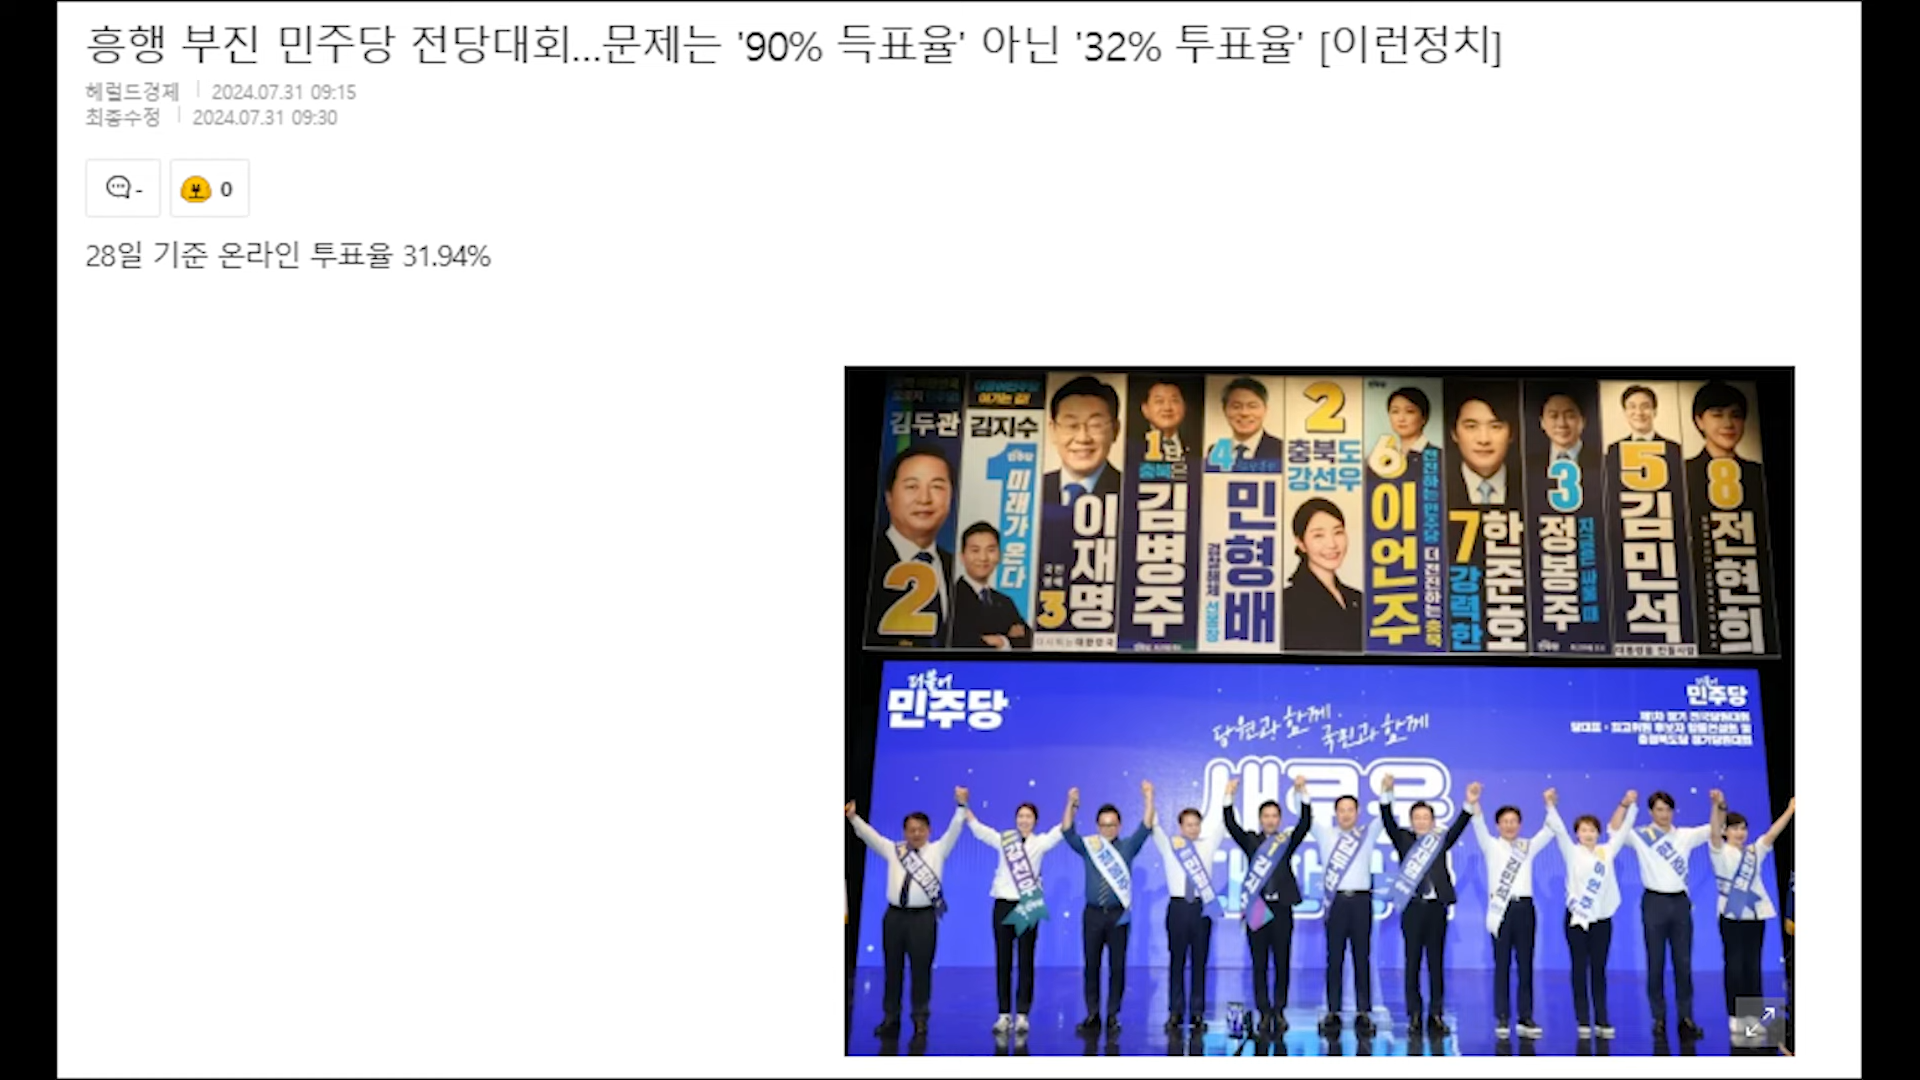 흥행 부진 민주당 전당대회...문제는 '90% 득표율' 아닌 '32% 투표율' [이런정치]
헤럴드경제 | 2024.07.31 09:15
최종수정 | 2024.07.31 09:30
- 0
28일 기준 온라인 투표율 31.94%
김두관
2
김지수
1
미래가 온다
이재명
3
1
김병주
4
민형배
2
충북도
강선우
6
이언주
7
한준호
강력한
3
정봉주
5
김민석
8
전현희
더불어
민주당
당원과 함께
국민과 함께
새로운
더불어
민주당